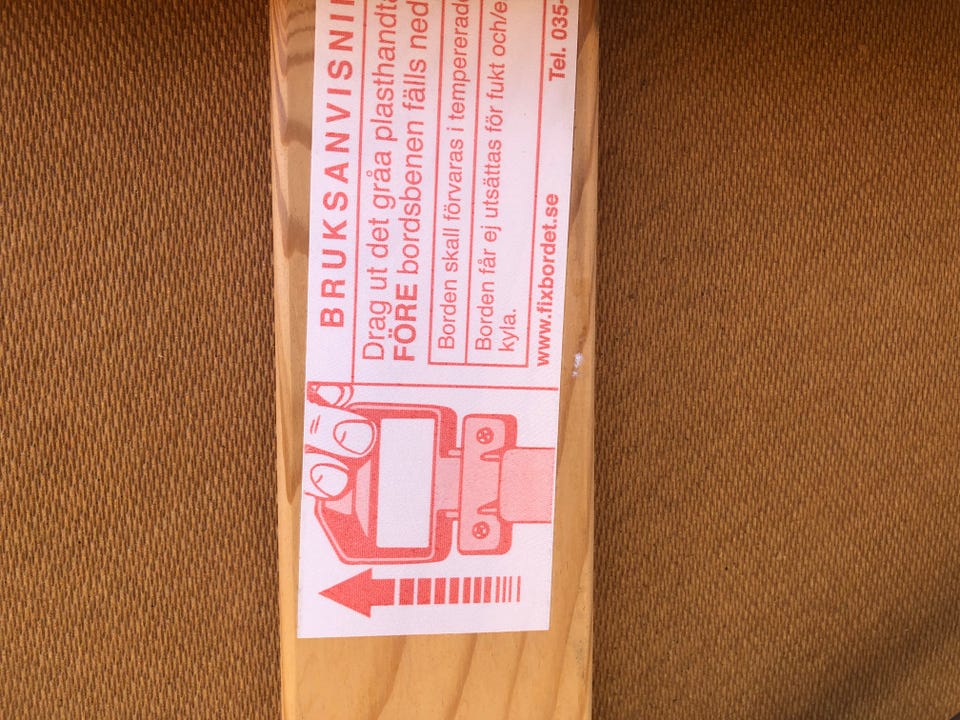 BRUKSANVISNI
Drag ut det gråa plasthandta
FÖRE bordsbenen fälls ned
Borden skall förvaras i tempererade
Borden får ej utsättas för fukt och/e
kyla.
www.fixbordet.se Tel. 035-